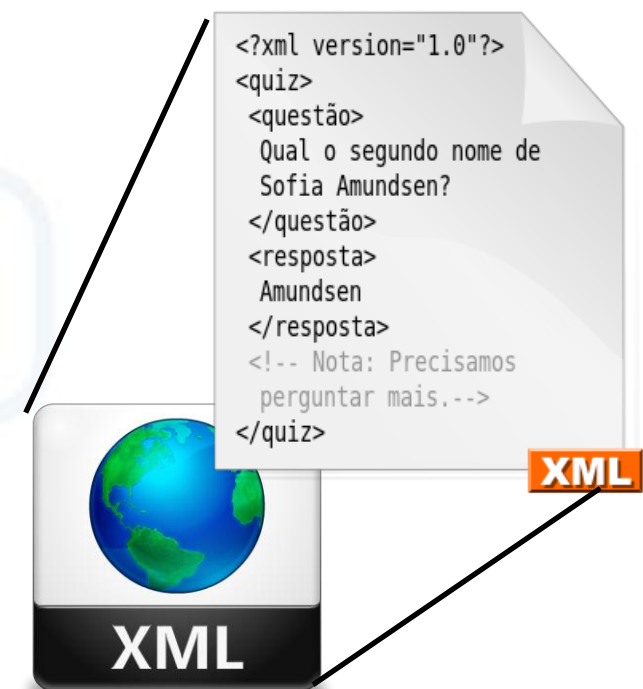 <?xml version="1.0"?>
<quiz>
<questão>
Qual o segundo nome de
Sofia Amundsen?
</questão>
<resposta>
Amundsen
</resposta>
<!-- Nota: Precisamos
perguntar mais.-->
</quiz>
XML
XML